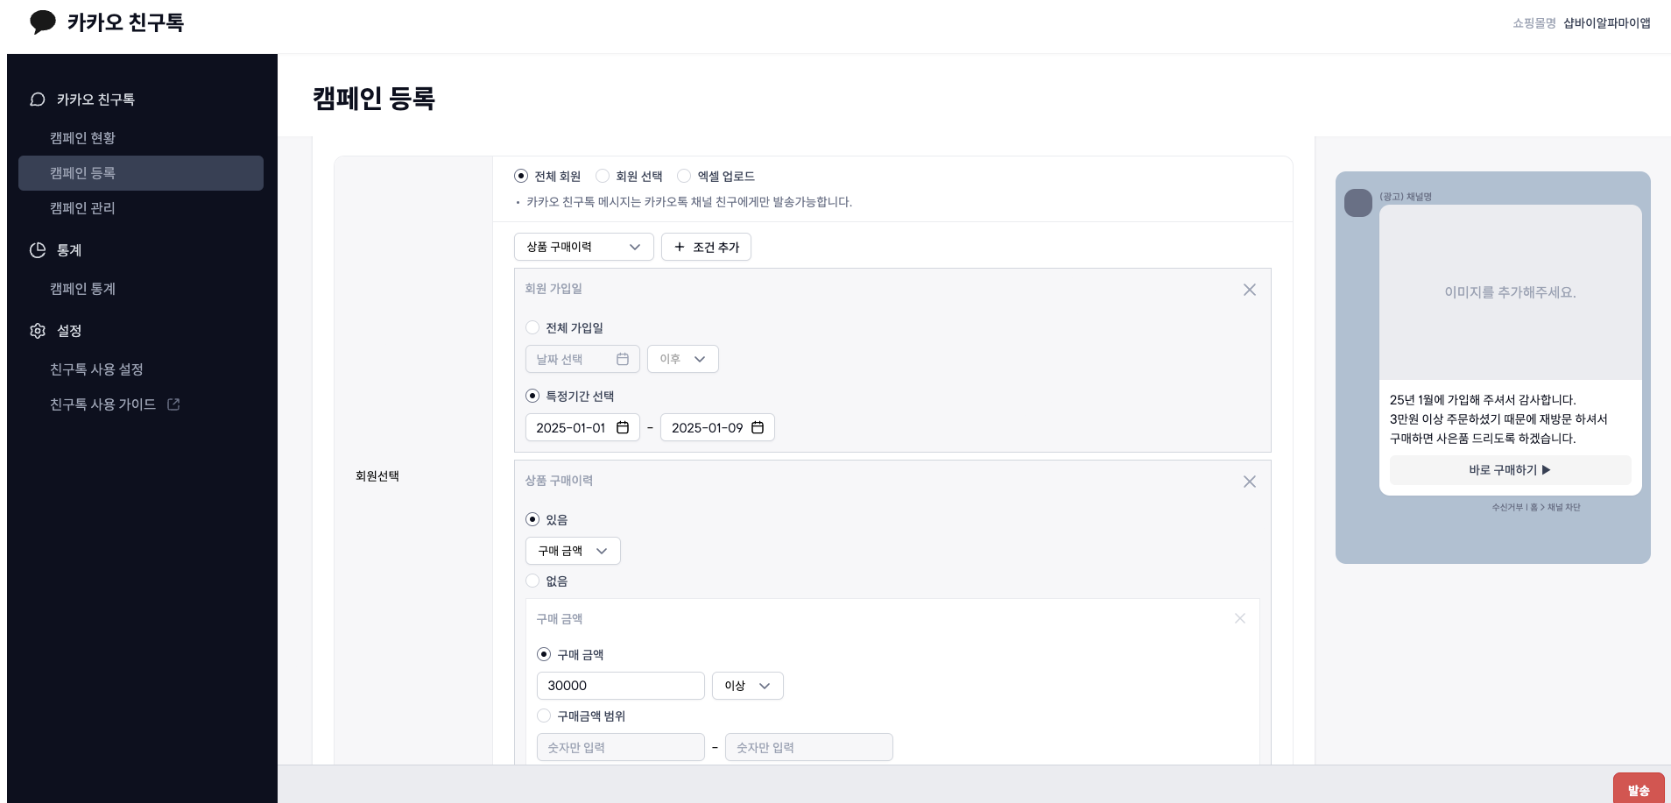 카카오 친구톡
쇼핑몰명 샵바이알파마이앱
카카오 친구톡
캠페인 현황
캠페인 등록
캠페인 관리
통계
캠페인 통계
설정
친구톡 사용 설정
친구톡 사용 가이드
캠페인 등록
회원선택
전체 회원 회원 선택 엑셀 업로드
• 카카오 친구톡 메시지는 카카오톡 채널 친구에게만 발송가능합니다.
상품 구매이력 + 조건 추가
회원 가입일
전체 가입일
날짜 선택 이후
특정기간 선택
2025-01-01 - 2025-01-09
상품 구매이력
있음
구매 금액
없음
구매 금액
구매 금액
30000 이상
구매금액 범위
숫자만 입력 - 숫자만 입력
(광고) 채널명
이미지를 추가해주세요.
25년 1월에 가입해 주셔서 감사합니다.
3만원 이상 주문하셨기 때문에 재방문 하셔서
구매하면 사은품 드리도록 하겠습니다.
바로 구매하기 ▶
수신거부 | 홈 > 채널 차단
발송